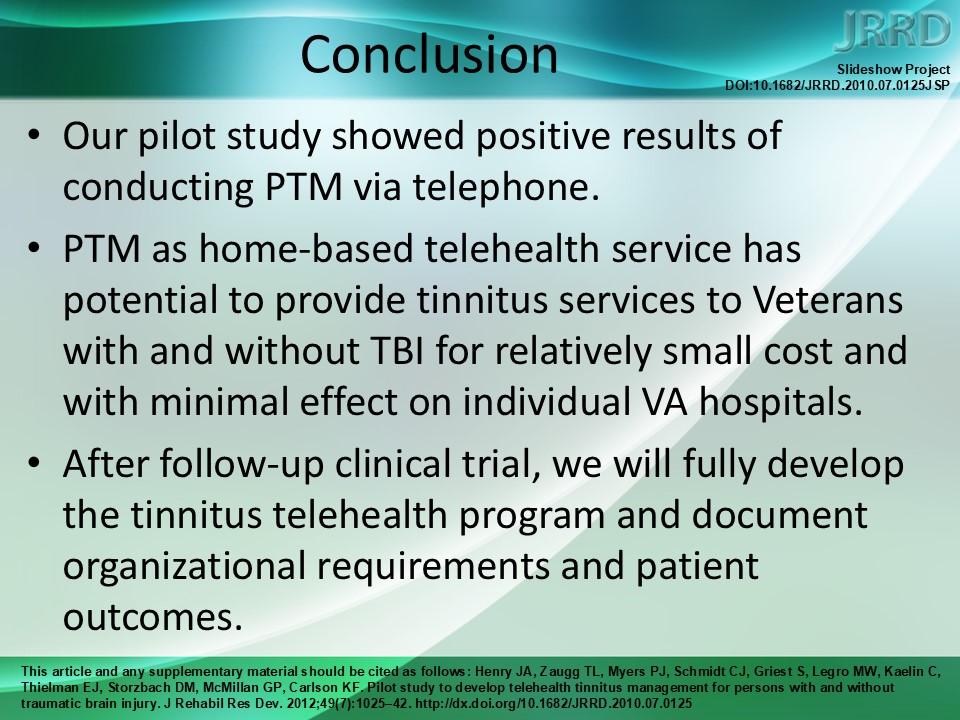 JRRD
Conclusion
Slideshow Project
DOI:10.1682/JRRD.2010.07.0125JSP
• Our pilot study showed positive results of
conducting PTM via telephone.
• PTM as home-based telehealth service has
potential to provide tinnitus services to Veterans
with and without TBI for relatively small cost and
with minimal effect on individual VA hospitals.
• After follow-up clinical trial, we will fully develop
the tinnitus telehealth program and document
organizational requirements and patient
outcomes.
This article and any supplementary material should be cited as follows: Henry JA, Zaugg TL, Myers PJ, Schmidt CJ, Griest S, Legro MW, Kaelin C,
Thielman EJ, Storzbach DM, McMillan GP, Carlson KF. Pilot study to develop telehealth tinnitus management for persons with and without
traumatic brain injury. J Rehabil Res Dev. 2012;49(7):1025–42. http://dx.doi.org/10.1682/JRRD.2010.07.0125